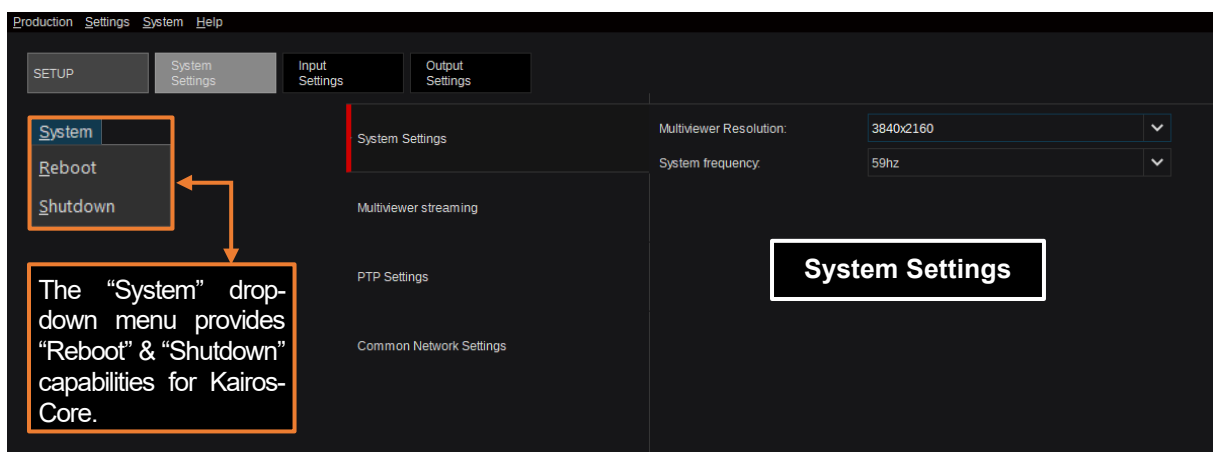 Production Settings System Help
SETUP
System
Settings
Input
Settings
Output
Settings
System
Reboot
Shutdown
The “System” drop-
down menu provides
“Reboot” & “Shutdown”
capabilities for Kairos-
Core.
System Settings
Multiviewer streaming
PTP Settings
Common Network Settings
Multiviewer Resolution: 3840x2160
System frequency: 59hz
System Settings